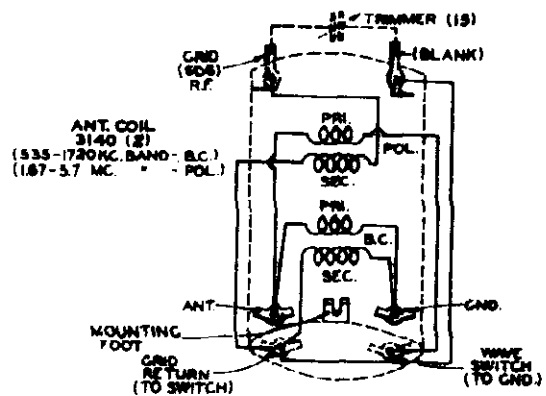 TRIMMER (15)
GRID
(6D6)
R.F.
(BLANK)
ANT. COIL
3140 (2)
(535-1720 KC. BAND - B.C.)
(1.67-5.7 MC. " - POL.)
PRI.
POL.
SEC.
PRI.
B.C.
SEC.
ANT.
GND.
MOUNTING
FOOT
GRID
RETURN
(TO SWITCH)
WAVE
SWITCH
(TO GND.)